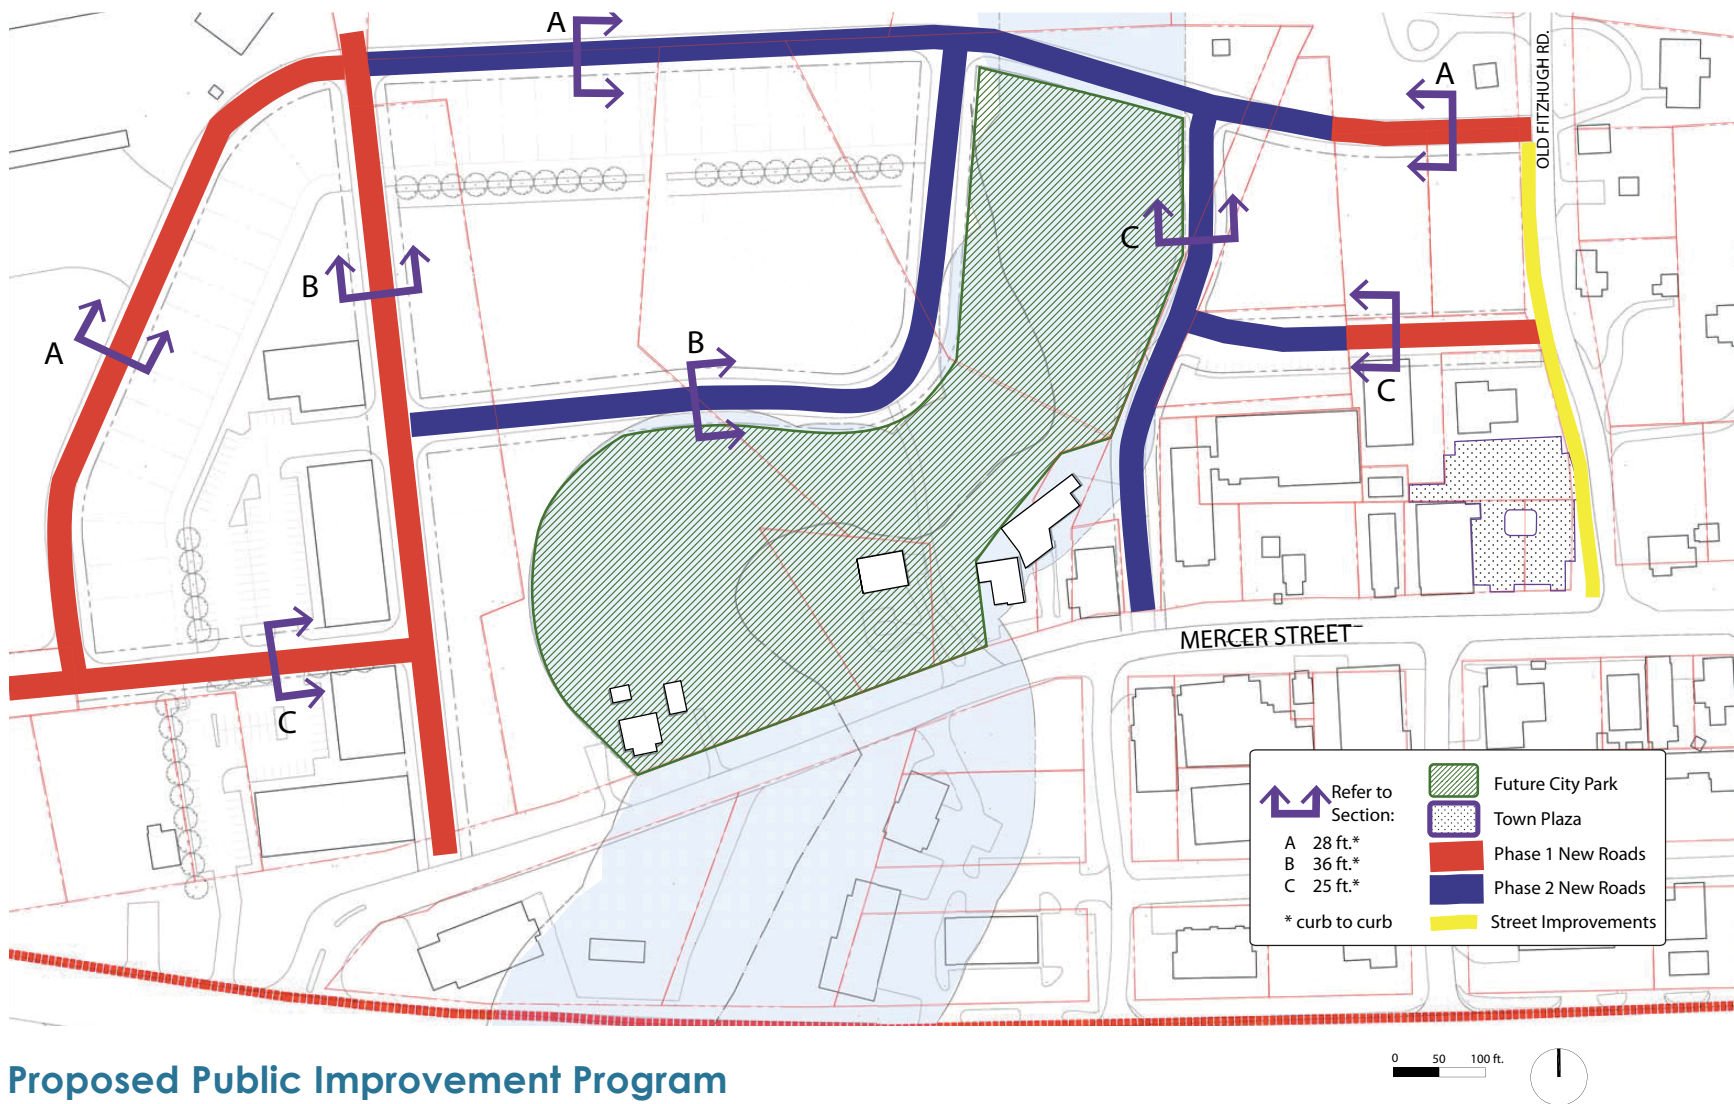 A
A
OLD FITZHUGH RD.
C
B
A
B
C
MERCER STREET
C
Refer to
Section:
A 28 ft.*
B 36 ft.*
C 25 ft.*
* curb to curb
Future City Park
Town Plaza
Phase 1 New Roads
Phase 2 New Roads
Street Improvements
0 50 100 ft.
Proposed Public Improvement Program